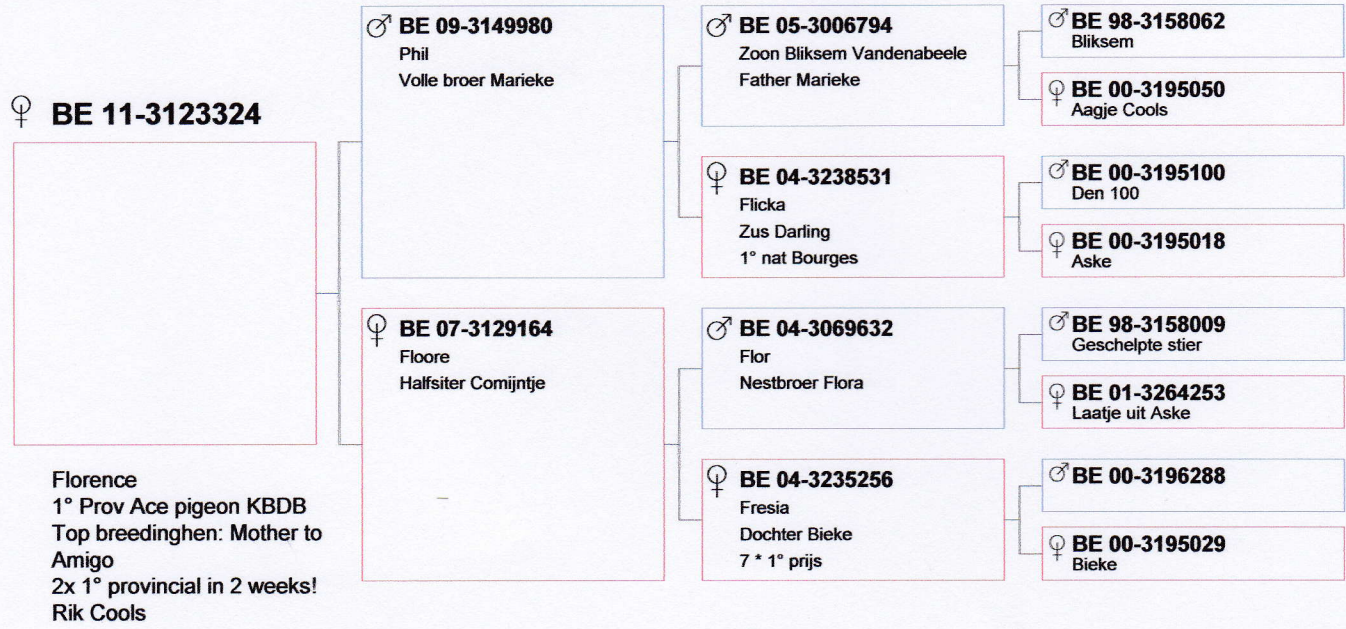 ♀ BE 11-3123324
Florence
1° Prov Ace pigeon KBDB
Top breedinghen: Mother to
Amigo
2x 1° provincial in 2 weeks!
Rik Cools
♂ BE 09-3149980
Phil
Volle broer Marieke
♀ BE 07-3129164
Floore
Halfsiter Comijntje
♂ BE 05-3006794
Zoon Bliksem Vandenabeele
Father Marieke
♀ BE 04-3238531
Flicka
Zus Darling
1° nat Bourges
♂ BE 04-3069632
Flor
Nestbroer Flora
♀ BE 04-3235256
Fresia
Dochter Bieke
7 * 1° prijs
♂ BE 98-3158062
Bliksem
♀ BE 00-3195050
Aagje Cools
♂ BE 00-3195100
Den 100
♀ BE 00-3195018
Aske
♂ BE 98-3158009
Geschelpte stier
♀ BE 01-3264253
Laatje uit Aske
♂ BE 00-3196288
♀ BE 00-3195029
Bieke